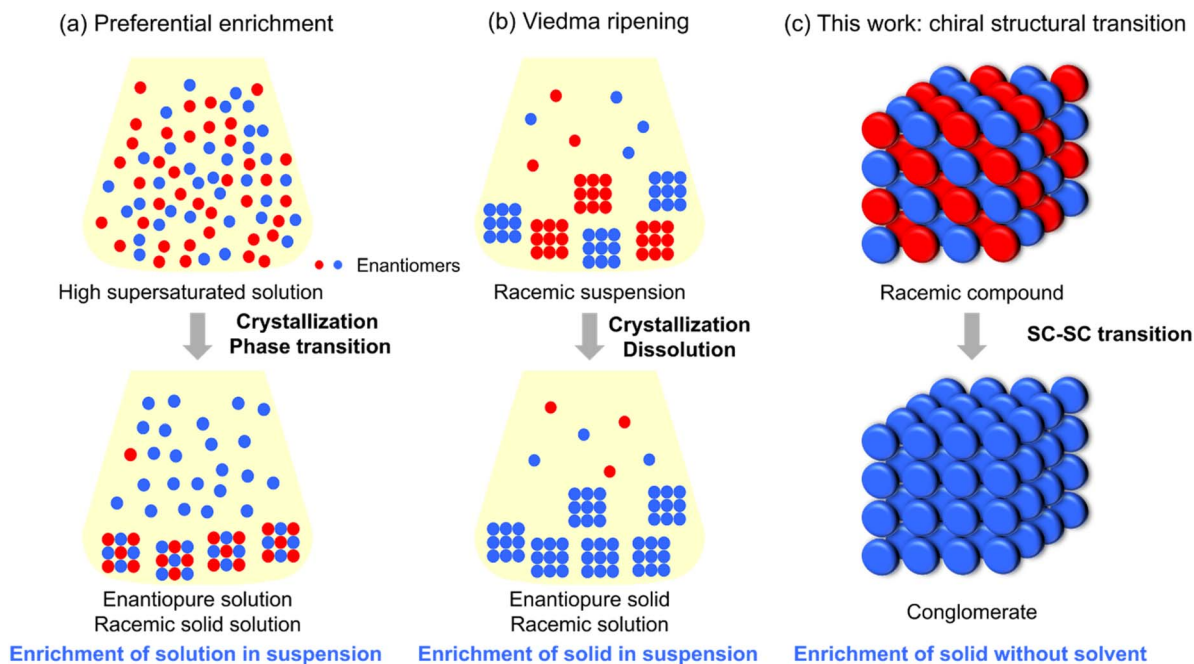 (a) Preferential enrichment
(b) Viedma ripening
(c) This work: chiral structural transition
Enantiomers
High supersaturated solution
Racemic suspension
Racemic compound
Crystallization
Phase transition
Crystallization
Dissolution
SC-SC transition
Enantiopure solution
Racemic solid solution
Enantiopure solid
Racemic solution
Conglomerate
Enrichment of solution in suspension
Enrichment of solid in suspension
Enrichment of solid without solvent